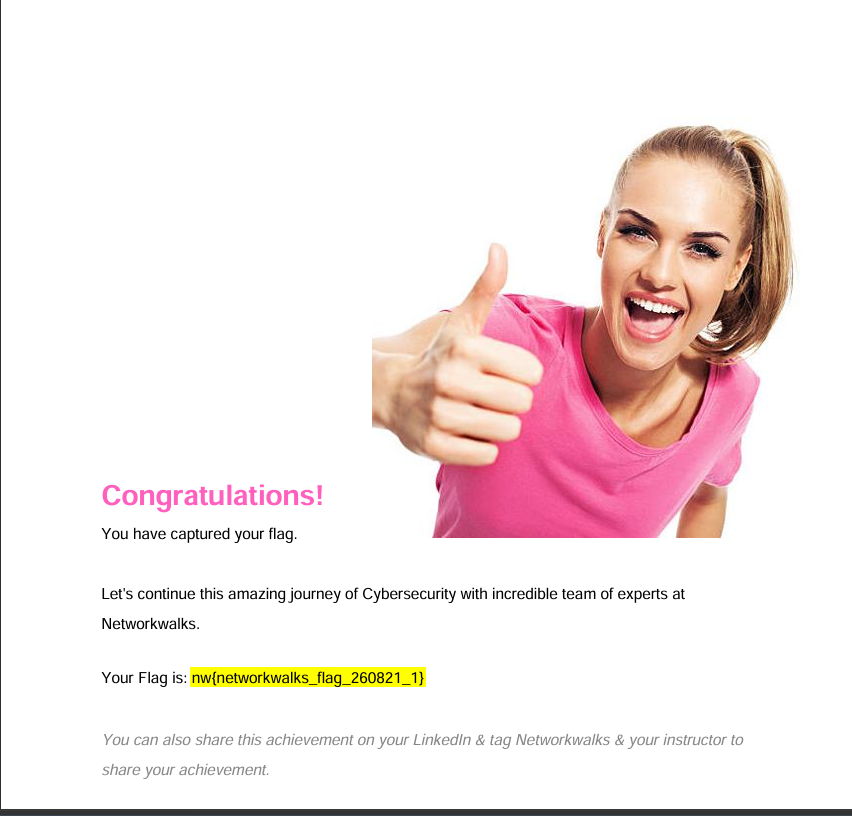 Congratulations!
You have captured your flag.
Let's continue this amazing journey of Cybersecurity with incredible team of experts at
Networkwalks.
Your Flag is: nw{networkwalks_flag_260821_1}
You can also share this achievement on your LinkedIn & tag Networkwalks & your instructor to
share your achievement.